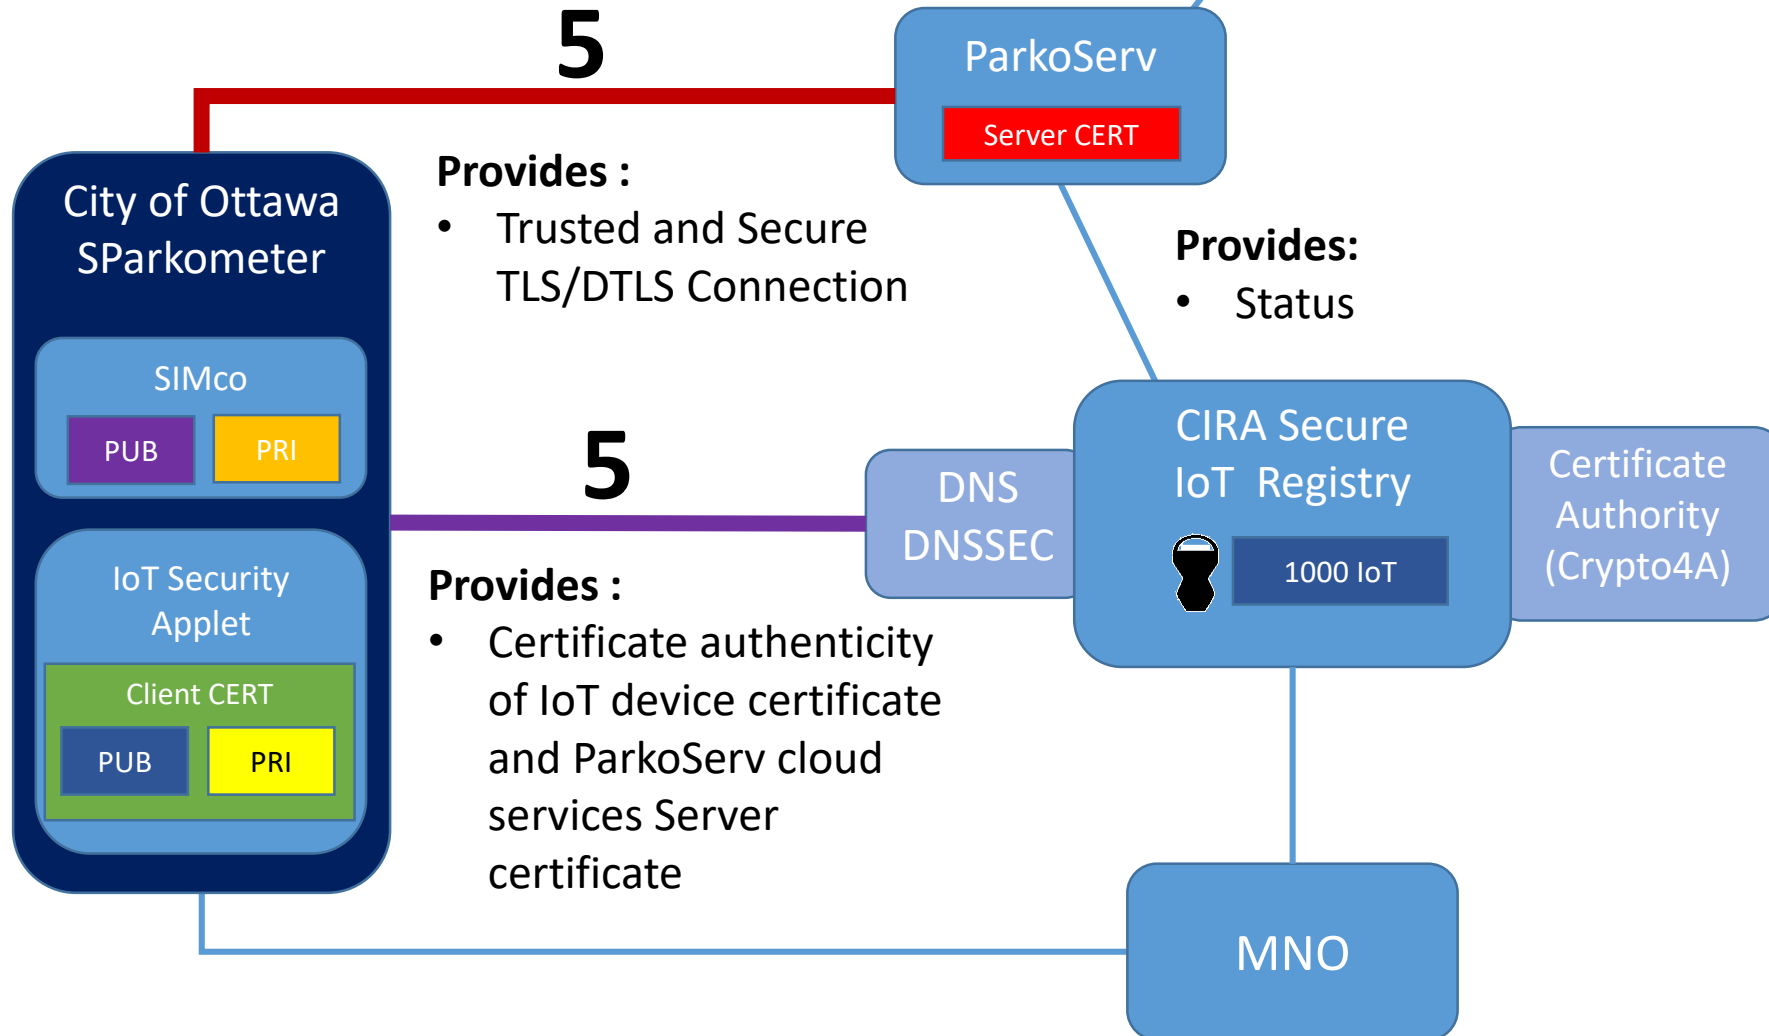 5
ParkoServ
Server CERT
City of Ottawa
SParkometer
Provides :
• Trusted and Secure
TLS/DTLS Connection
Provides:
• Status
SIMco
PUB
PRI
5
DNS
DNSSEC
CIRA Secure
IoT Registry
1000 IoT
Certificate
Authority
(Crypto4A)
IoT Security
Applet
Client CERT
PUB
PRI
Provides :
• Certificate authenticity
of IoT device certificate
and ParkoServ cloud
services Server
certificate
MNO